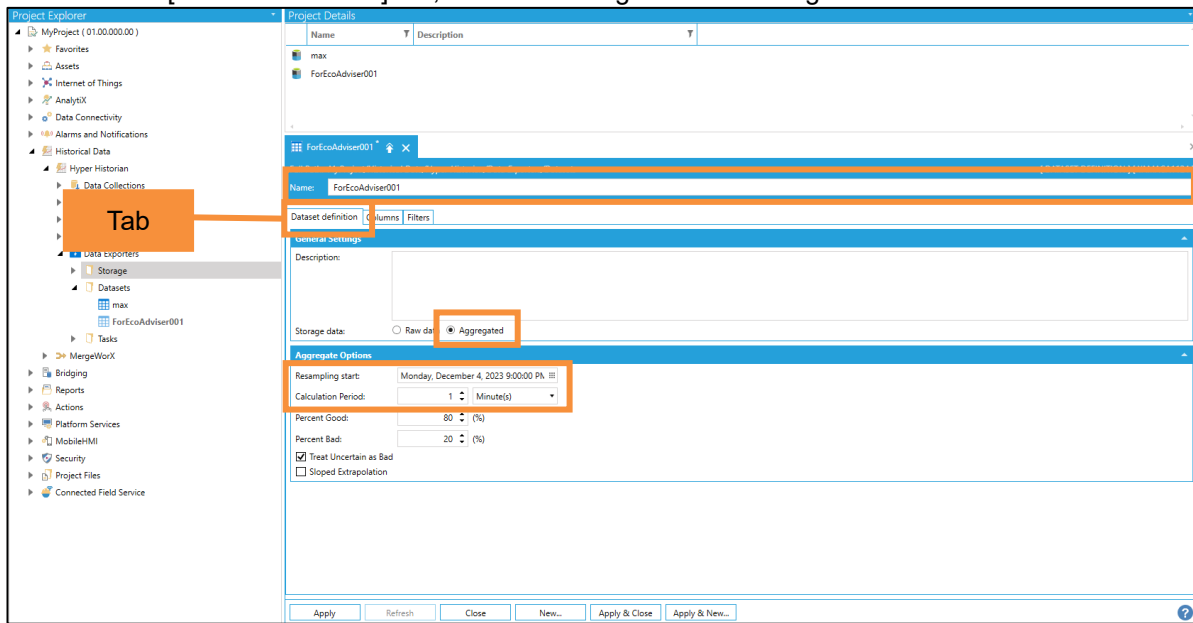 Project Explorer
MyProject ( 01.00.000.00 )
Favorites
Assets
Internet of Things
AnalytiX
Data Connectivity
Alarms and Notifications
Historical Data
Hyper Historian
Data Collections
Tab
Data Exporters
Storage
Datasets
max
ForEcoAdviser001
Tasks
MergeWorX
Bridging
Reports
Actions
Platform Services
MobileHMI
Security
Project Files
Connected Field Service
Project Details
Name Description
max
ForEcoAdviser001
ForEcoAdviser001 *
Name: ForEcoAdviser001
Dataset definition Columns Filters
General Settings
Description:
Storage data: Raw data Aggregated
Aggregate Options
Resampling start: Monday, December 4, 2023 9:00:00 PM
Calculation Period: 1 Minute(s)
Percent Good: 80 (%)
Percent Bad: 20 (%)
Treat Uncertain as Bad
Sloped Extrapolation
Apply Refresh Close New... Apply & Close Apply & New... ?